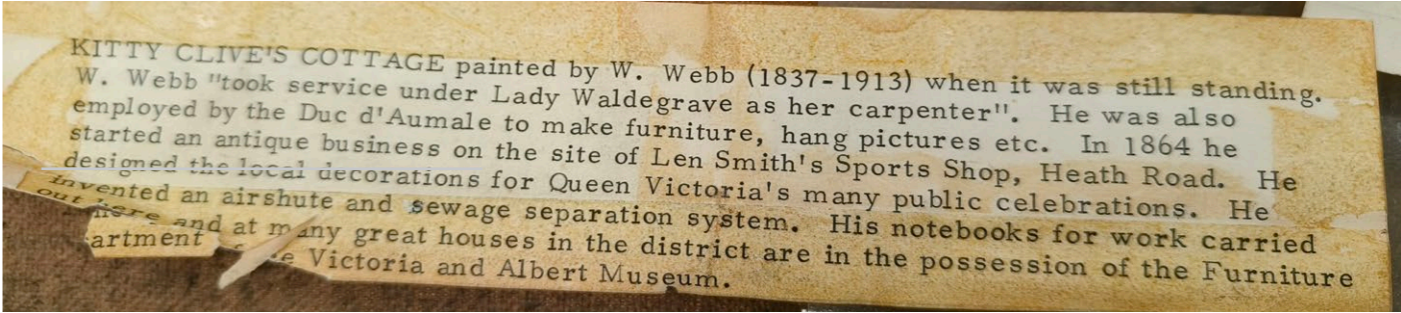 KITTY CLIVE'S COTTAGE painted by W. Webb (1837-1913) when it was still standing.
W. Webb "took service under Lady Waldegrave as her carpenter". He was also
employed by the Duc d'Aumale to make furniture, hang pictures etc. In 1864 he
started an antique business on the site of Len Smith's Sports Shop, Heath Road. He
designed the local decorations for Queen Victoria's many public celebrations. He
invented an airshute and sewage separation system. His notebooks for work carried
out here and at many great houses in the district are in the possession of the Furniture
artment Victoria and Albert Museum.